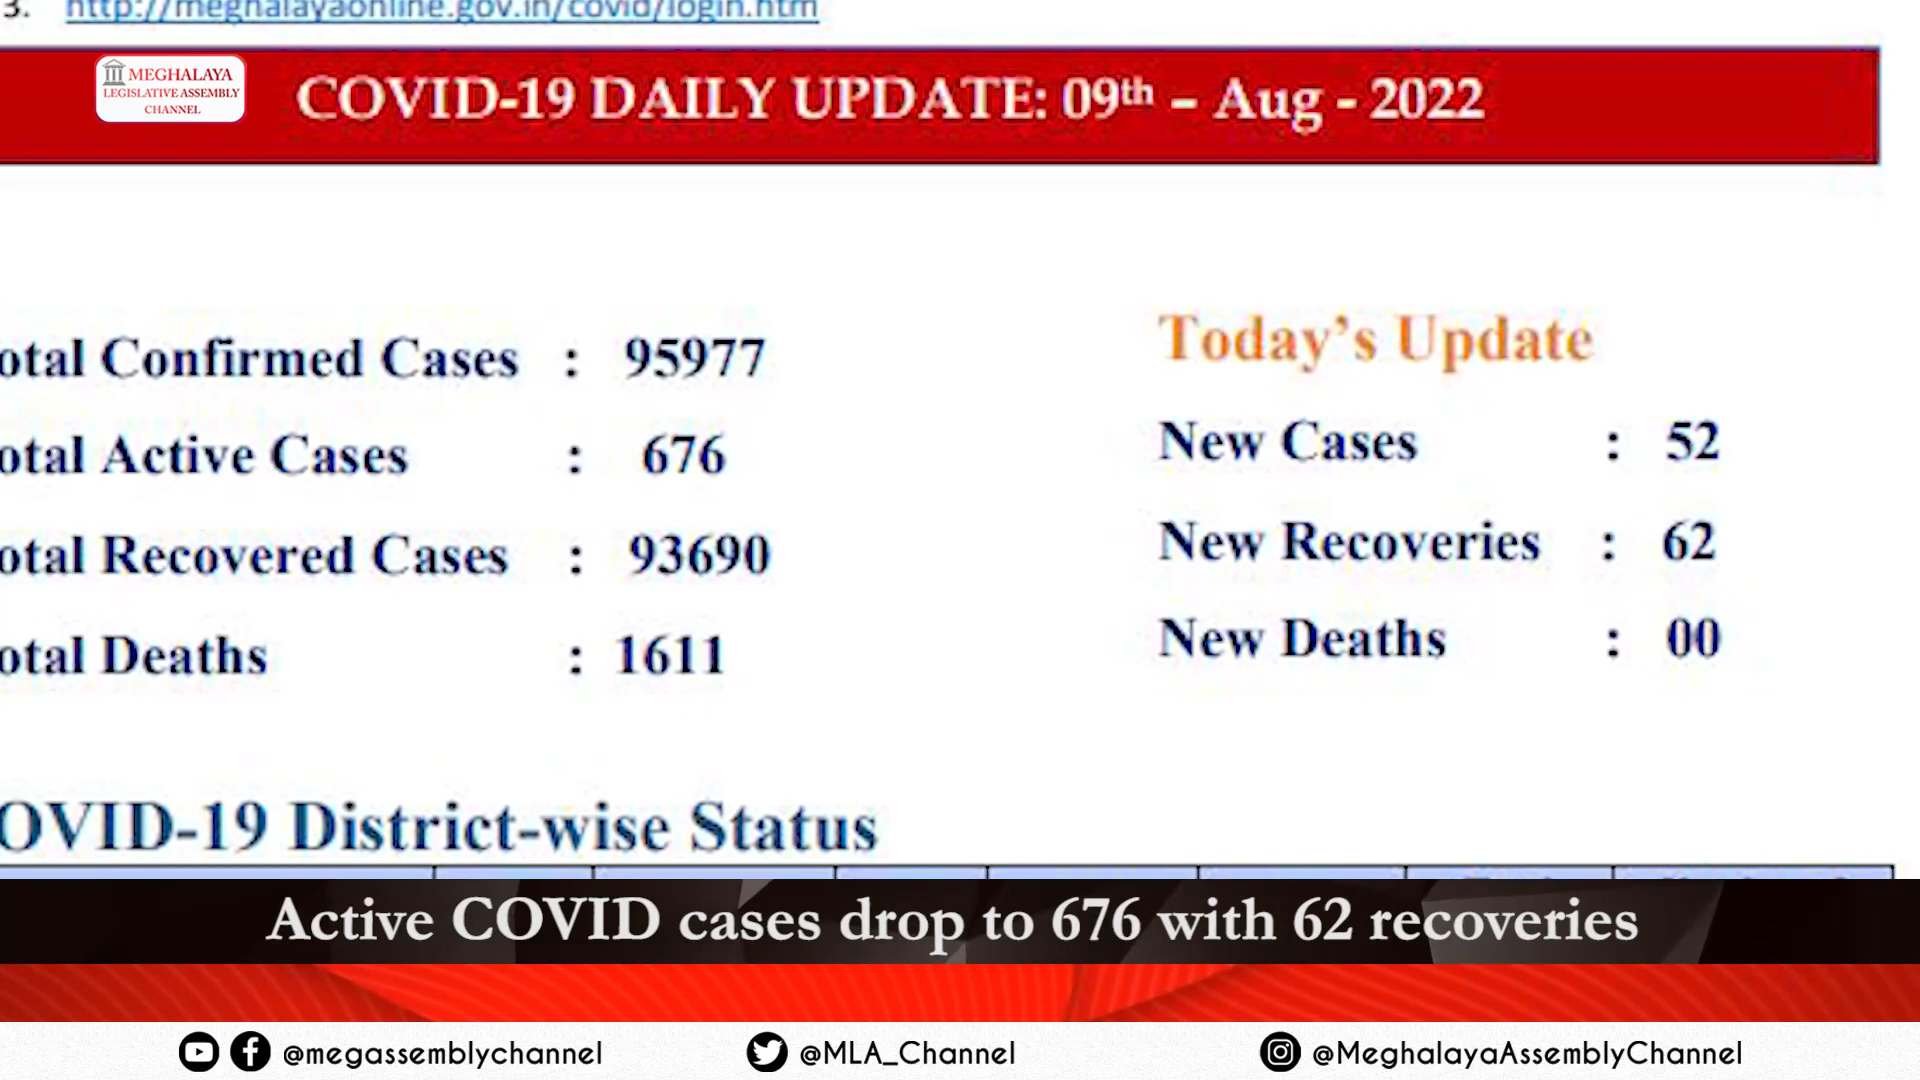 3. http://meghalayaonline.gov.in/covid/login.htm
MEGHALAYA
LEGISLATIVE ASSEMBLY
CHANNEL
COVID-19 DAILY UPDATE: 09th – Aug - 2022
otal Confirmed Cases : 95977
otal Active Cases : 676
otal Recovered Cases : 93690
otal Deaths : 1611
Today's Update
New Cases : 52
New Recoveries : 62
New Deaths : 00
OVID-19 District-wise Status
Active COVID cases drop to 676 with 62 recoveries
@megassemblychannel
@MLA_Channel
@MeghalayaAssemblyChannel